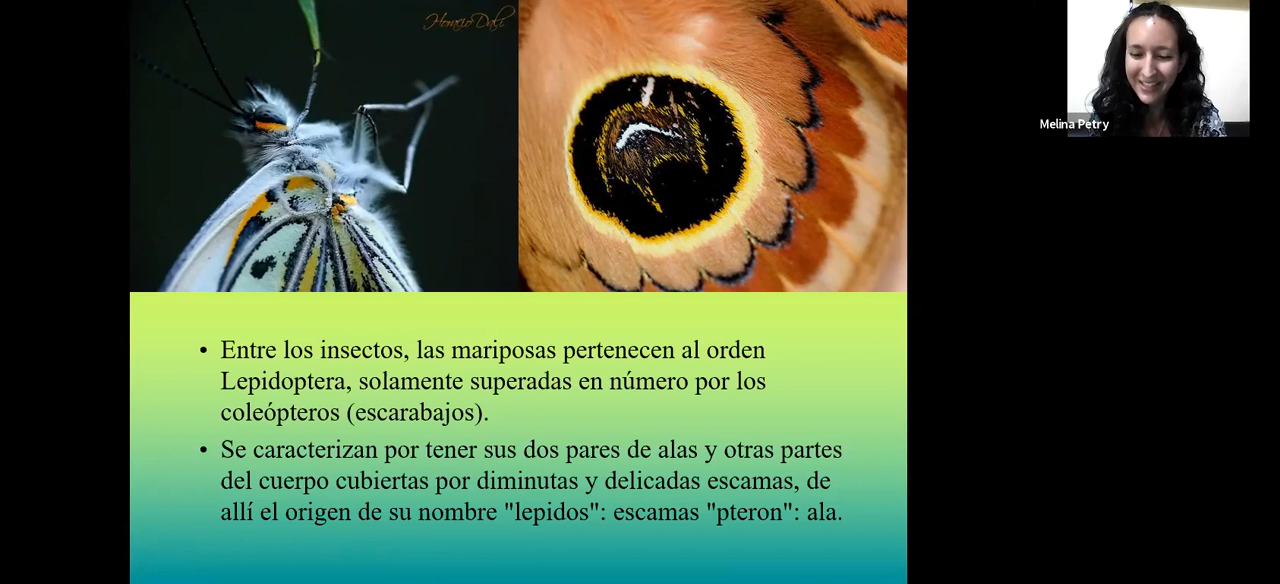 Horacio Dali
Melina Petry
• Entre los insectos, las mariposas pertenecen al orden
Lepidoptera, solamente superadas en número por los
coleópteros (escarabajos).
• Se caracterizan por tener sus dos pares de alas y otras partes
del cuerpo cubiertas por diminutas y delicadas escamas, de
allí el origen de su nombre "lepidos": escamas "pteron": ala.